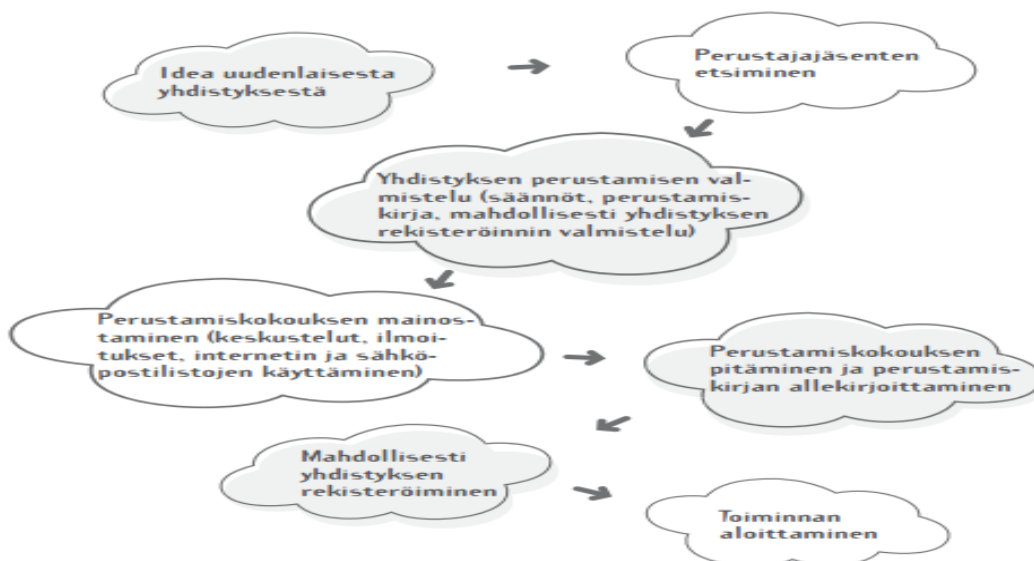 Idea uudenlaisesta
yhdistyksestä
Perustajajäsenten
etsiminen
Yhdistyksen perustamisen val-
mistelu (säännöt, perustamis-
kirja, mahdollisesti yhdistyksen
rekisteröinnin valmistelu)
Perustamiskokouksen mainos-
taminen (keskustelut, ilmoi-
tukset, internetin ja sähkö-
postilistojen käyttäminen)
Perustamiskokouksen
pitäminen ja perustamis-
kirjan allekirjoittaminen
Mahdollisesti
yhdistyksen
rekisteröiminen
Toiminnan
aloittaminen